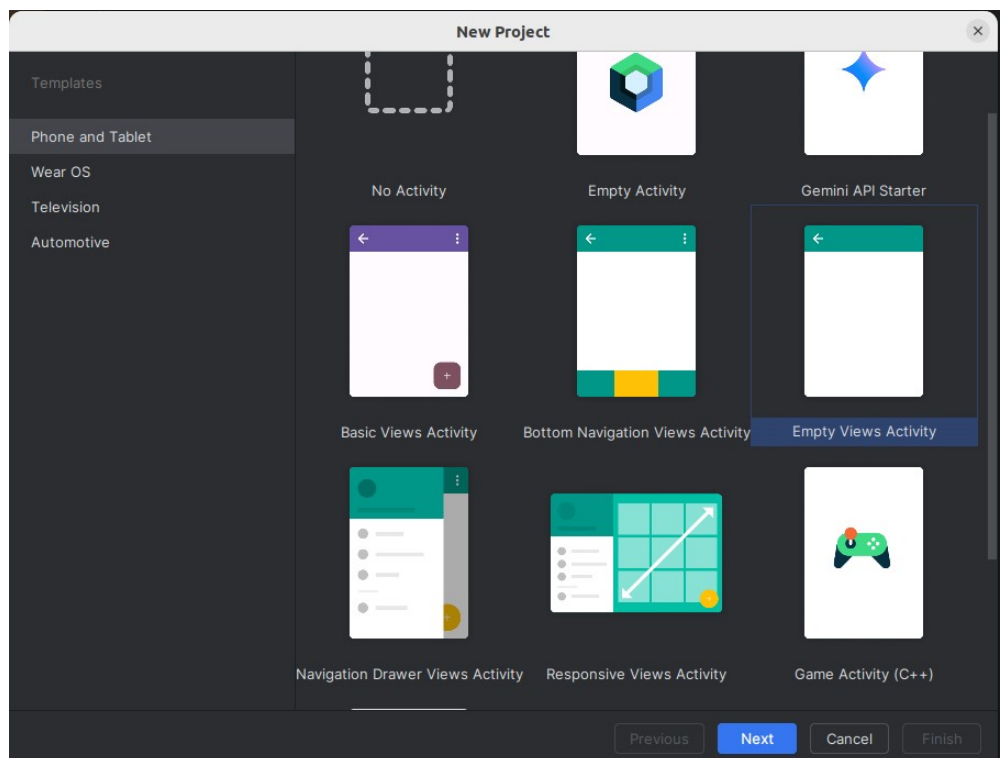 New Project
Templates
Phone and Tablet
Wear OS
Television
Automotive
No Activity
Empty Activity
Gemini API Starter
Basic Views Activity
Bottom Navigation Views Activity
Empty Views Activity
Navigation Drawer Views Activity
Responsive Views Activity
Game Activity (C++)
Previous
Next
Cancel
Finish